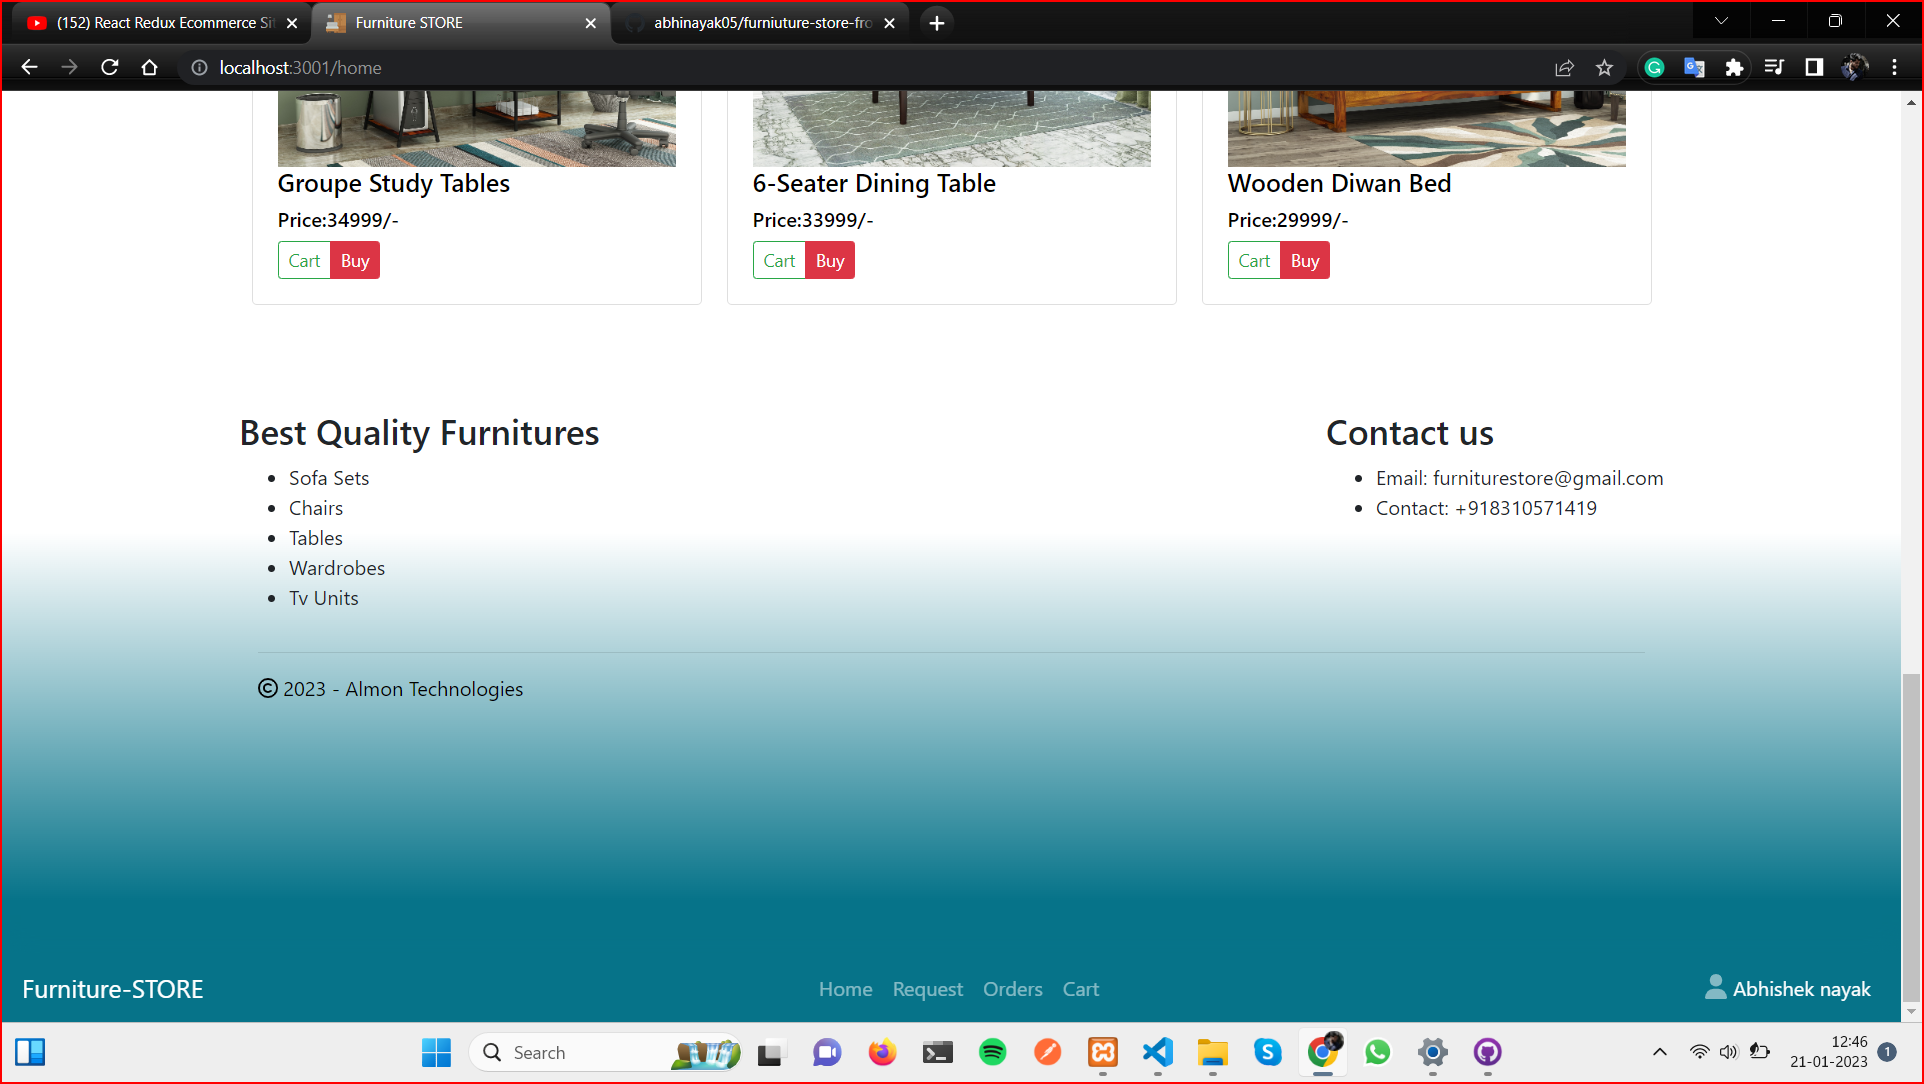 (152) React Redux Ecommerce Sit
Furniture STORE
abhinayak05/furniuture-store-fro
localhost:3001/home
Groupe Study Tables
Price:34999/-
Cart Buy
6-Seater Dining Table
Price:33999/-
Cart Buy
Wooden Diwan Bed
Price:29999/-
Cart Buy
Best Quality Furnitures
Sofa Sets
Chairs
Tables
Wardrobes
Tv Units
Contact us
Email: furniturestore@gmail.com
Contact: +918310571419
© 2023 - Almon Technologies
Furniture-STORE
Home Request Orders Cart
Abhishek nayak
Search
12:46
21-01-2023
1